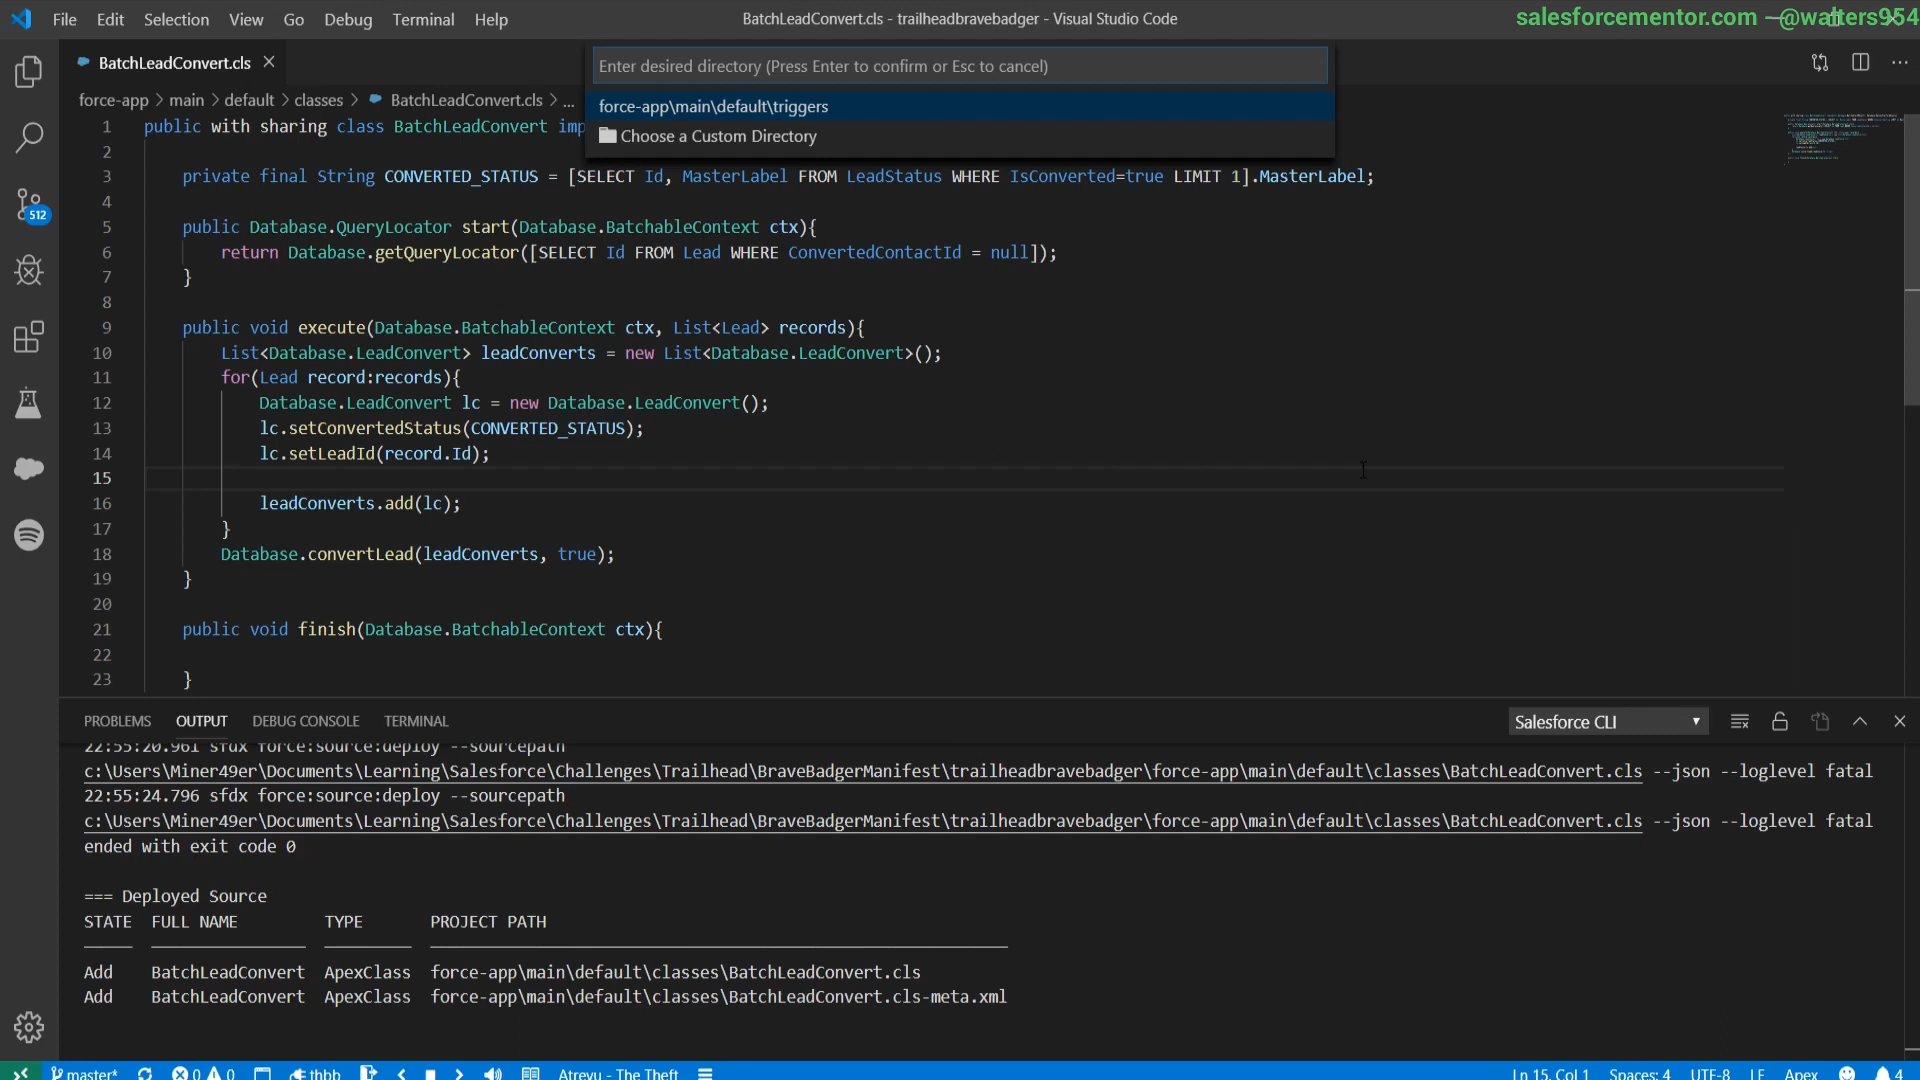 File Edit Selection View Go Debug Terminal Help
BatchLeadConvert.cls - trailheadbravebadger - Visual Studio Code
salesforcementor.com - @walters954
BatchLeadConvert.cls
Enter desired directory (Press Enter to confirm or Esc to cancel)
force-app\main\default\triggers
Choose a Custom Directory
force-app > main > default > classes > BatchLeadConvert.cls > ...
1 public with sharing class BatchLeadConvert imp
2
3 private final String CONVERTED_STATUS = [SELECT Id, MasterLabel FROM LeadStatus WHERE IsConverted=true LIMIT 1].MasterLabel;
4
5 public Database.QueryLocator start(Database.BatchableContext ctx){
6 return Database.getQueryLocator([SELECT Id FROM Lead WHERE ConvertedContactId = null]);
7 }
8
9 public void execute(Database.BatchableContext ctx, List<Lead> records){
10 List<Database.LeadConvert> leadConverts = new List<Database.LeadConvert>();
11 for(Lead record:records){
12 Database.LeadConvert lc = new Database.LeadConvert();
13 lc.setConvertedStatus(CONVERTED_STATUS);
14 lc.setLeadId(record.Id);
15
16 leadConverts.add(lc);
17 }
18 Database.convertLead(leadConverts, true);
19 }
20
21 public void finish(Database.BatchableContext ctx){
22
23 }
512
PROBLEMS OUTPUT DEBUG CONSOLE TERMINAL
Salesforce CLI
22:55:20.961 sfdx force:source:deploy --sourcepath
c:\Users\Miner49er\Documents\Learning\Salesforce\Challenges\Trailhead\BraveBadgerManifest\trailheadbravebadger\force-app\main\default\classes\BatchLeadConvert.cls --json --loglevel fatal
22:55:24.796 sfdx force:source:deploy --sourcepath
c:\Users\Miner49er\Documents\Learning\Salesforce\Challenges\Trailhead\BraveBadgerManifest\trailheadbravebadger\force-app\main\default\classes\BatchLeadConvert.cls --json --loglevel fatal
ended with exit code 0
=== Deployed Source
STATE FULL NAME TYPE PROJECT PATH
Add BatchLeadConvert ApexClass force-app\main\default\classes\BatchLeadConvert.cls
Add BatchLeadConvert ApexClass force-app\main\default\classes\BatchLeadConvert.cls-meta.xml
master* 0 0 thbb Atreyu - The Theft Ln 15, Col 1 Spaces: 4 UTF-8 LF Apex 4